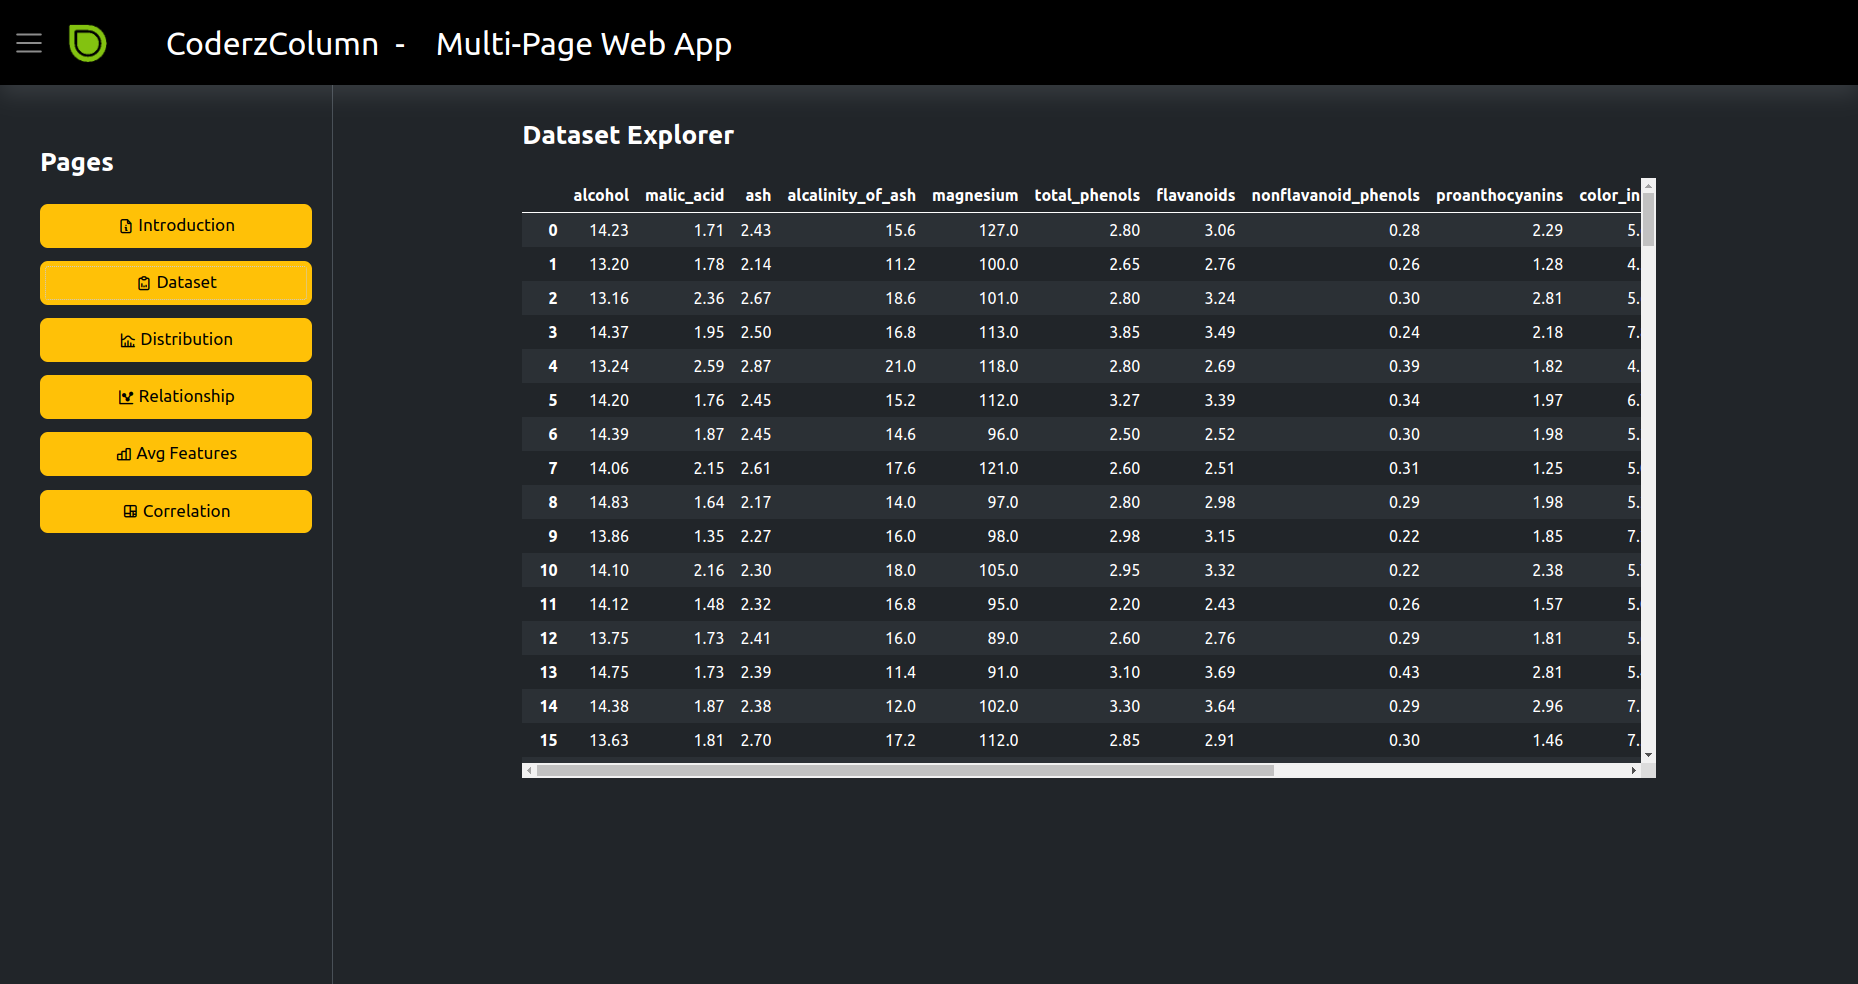 CoderzColumn - Multi-Page Web App
Pages
Introduction
Dataset
Distribution
Relationship
Avg Features
Correlation
Dataset Explorer
alcohol malic_acid ash alcalinity_of_ash magnesium total_phenols flavanoids nonflavanoid_phenols proanthocyanins color_in
0 14.23 1.71 2.43 15.6 127.0 2.80 3.06 0.28 2.29 5.
1 13.20 1.78 2.14 11.2 100.0 2.65 2.76 0.26 1.28 4.
2 13.16 2.36 2.67 18.6 101.0 2.80 3.24 0.30 2.81 5.
3 14.37 1.95 2.50 16.8 113.0 3.85 3.49 0.24 2.18 7.
4 13.24 2.59 2.87 21.0 118.0 2.80 2.69 0.39 1.82 4.
5 14.20 1.76 2.45 15.2 112.0 3.27 3.39 0.34 1.97 6.
6 14.39 1.87 2.45 14.6 96.0 2.50 2.52 0.30 1.98 5.
7 14.06 2.15 2.61 17.6 121.0 2.60 2.51 0.31 1.25 5.
8 14.83 1.64 2.17 14.0 97.0 2.80 2.98 0.29 1.98 5.
9 13.86 1.35 2.27 16.0 98.0 2.98 3.15 0.22 1.85 7.
10 14.10 2.16 2.30 18.0 105.0 2.95 3.32 0.22 2.38 5.
11 14.12 1.48 2.32 16.8 95.0 2.20 2.43 0.26 1.57 5.
12 13.75 1.73 2.41 16.0 89.0 2.60 2.76 0.29 1.81 5.
13 14.75 1.73 2.39 11.4 91.0 3.10 3.69 0.43 2.81 5.
14 14.38 1.87 2.38 12.0 102.0 3.30 3.64 0.29 2.96 7.
15 13.63 1.81 2.70 17.2 112.0 2.85 2.91 0.30 1.46 7.